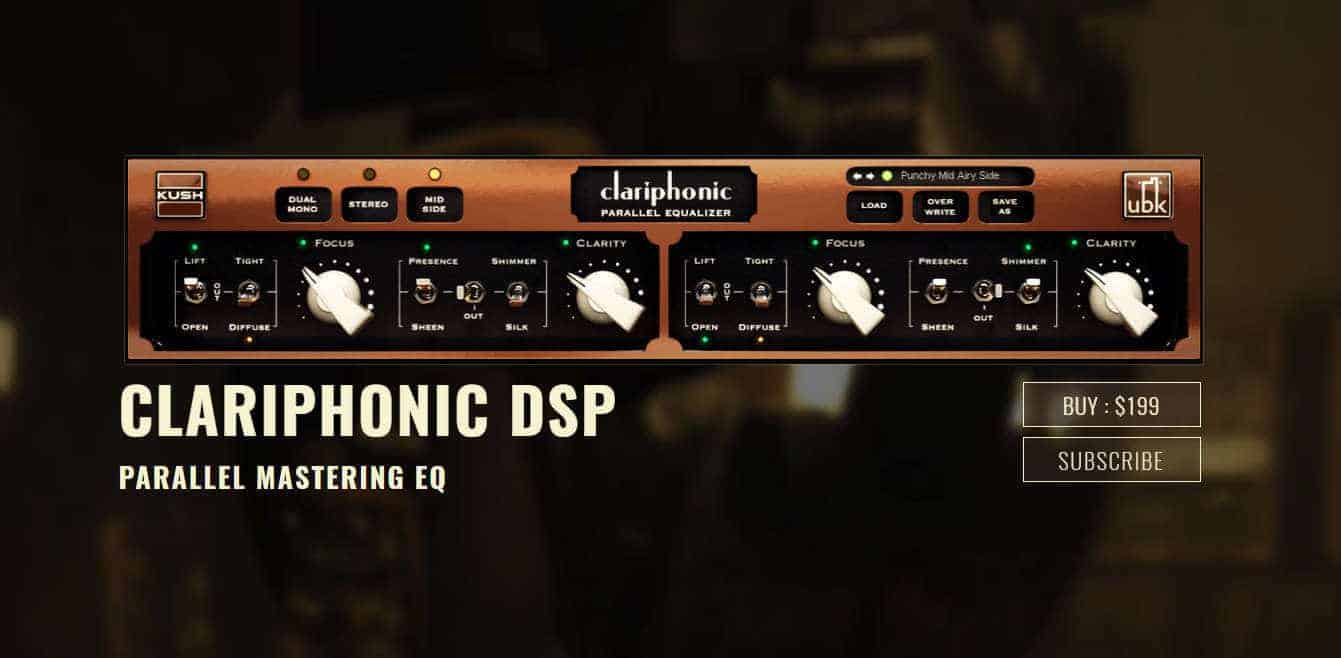 KUSH
DUAL MONO
STEREO
MID SIDE
clariphonic
PARALLEL EQUALIZER
Punchy Mid Airy Side
LOAD
OVER WRITE
SAVE AS
ubk
LIFT
TIGHT
OUT
OPEN
DIFFUSE
FOCUS
PRESENCE
SHIMMER
OUT
SHEEN
SILK
CLARITY
LIFT
TIGHT
OUT
OPEN
DIFFUSE
FOCUS
PRESENCE
SHIMMER
OUT
SHEEN
SILK
CLARITY
CLARIPHONIC DSP
PARALLEL MASTERING EQ
BUY : $199
SUBSCRIBE